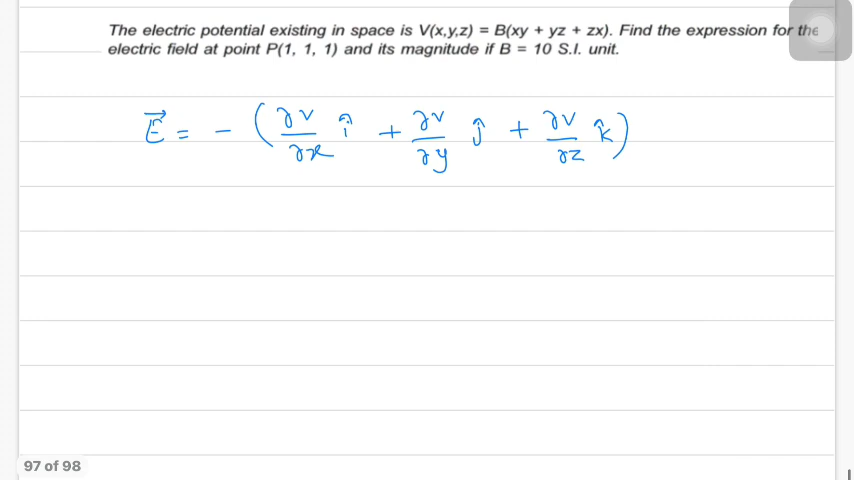 The electric potential existing in space is V(x,y,z) = B(xy + yz + zx). Find the expression for the
electric field at point P(1, 1, 1) and its magnitude if B = 10 S.I. unit.
E⃗ = - (∂V/∂x î + ∂V/∂y ĵ + ∂V/∂z k̂)
97 of 98